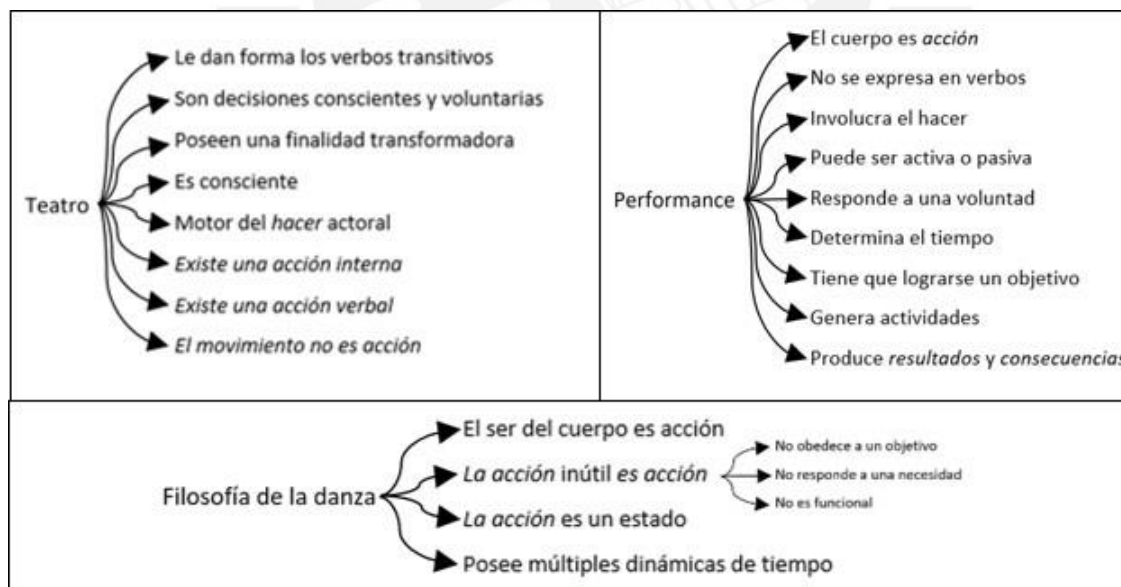 Teatro
Le dan forma los verbos transitivos
Son decisiones conscientes y voluntarias
Poseen una finalidad transformadora
Es consciente
Motor del hacer actoral
Existe una acción interna
Existe una acción verbal
El movimiento no es acción
Performance
El cuerpo es acción
No se expresa en verbos
Involucra el hacer
Puede ser activa o pasiva
Responde a una voluntad
Determina el tiempo
Tiene que lograrse un objetivo
Genera actividades
Produce resultados y consecuencias
Filosofía de la danza
El ser del cuerpo es acción
La acción inútil es acción
No obedece a un objetivo
No responde a una necesidad
No es funcional
La acción es un estado
Posee múltiples dinámicas de tiempo